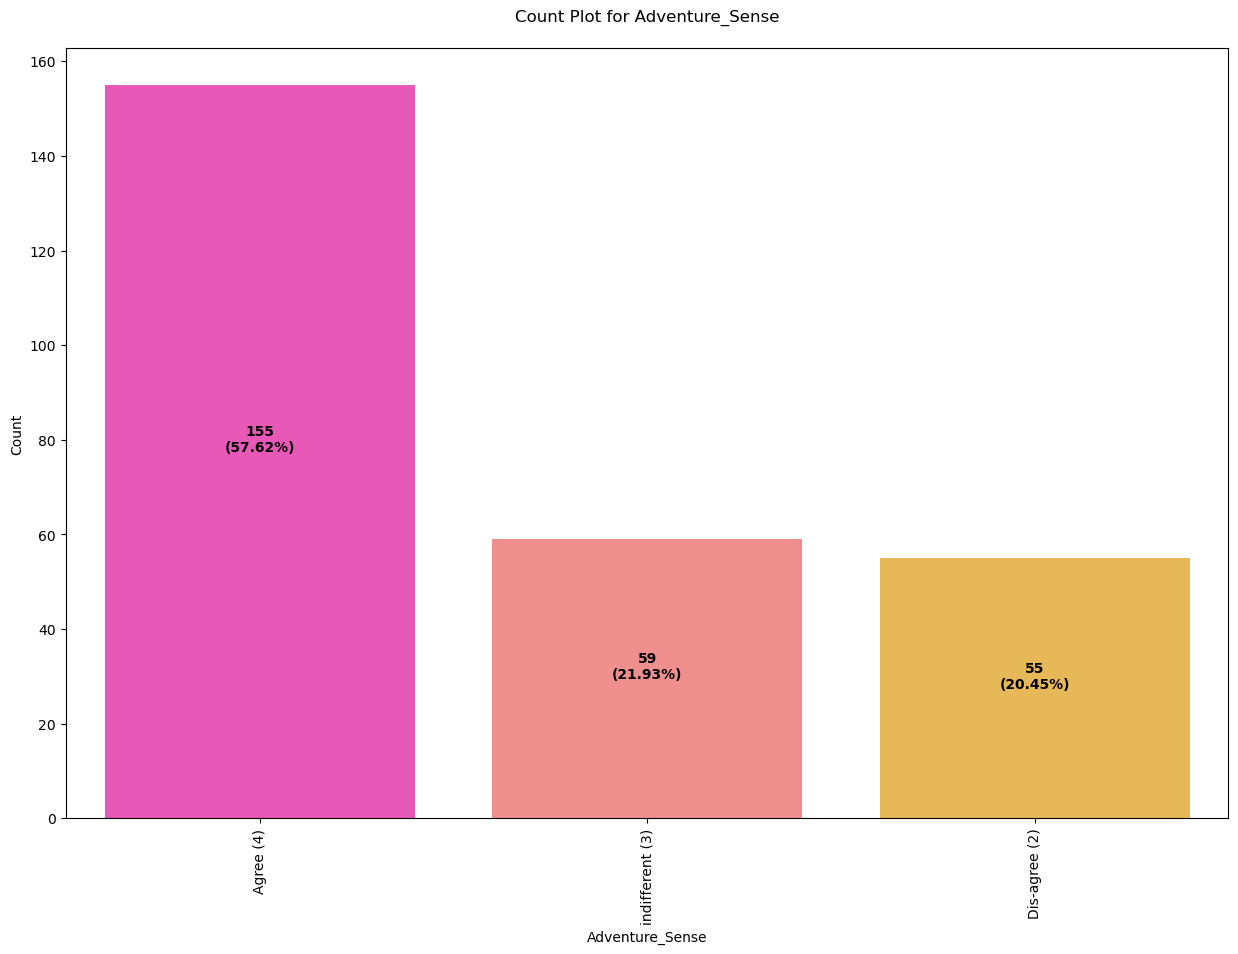 Count Plot for Adventure_Sense
160
140
120
100
80
60
40
20
0
Count
155
(57.62%)
59
(21.93%)
55
(20.45%)
Agree (4)
indifferent (3)
Dis-agree (2)
Adventure_Sense